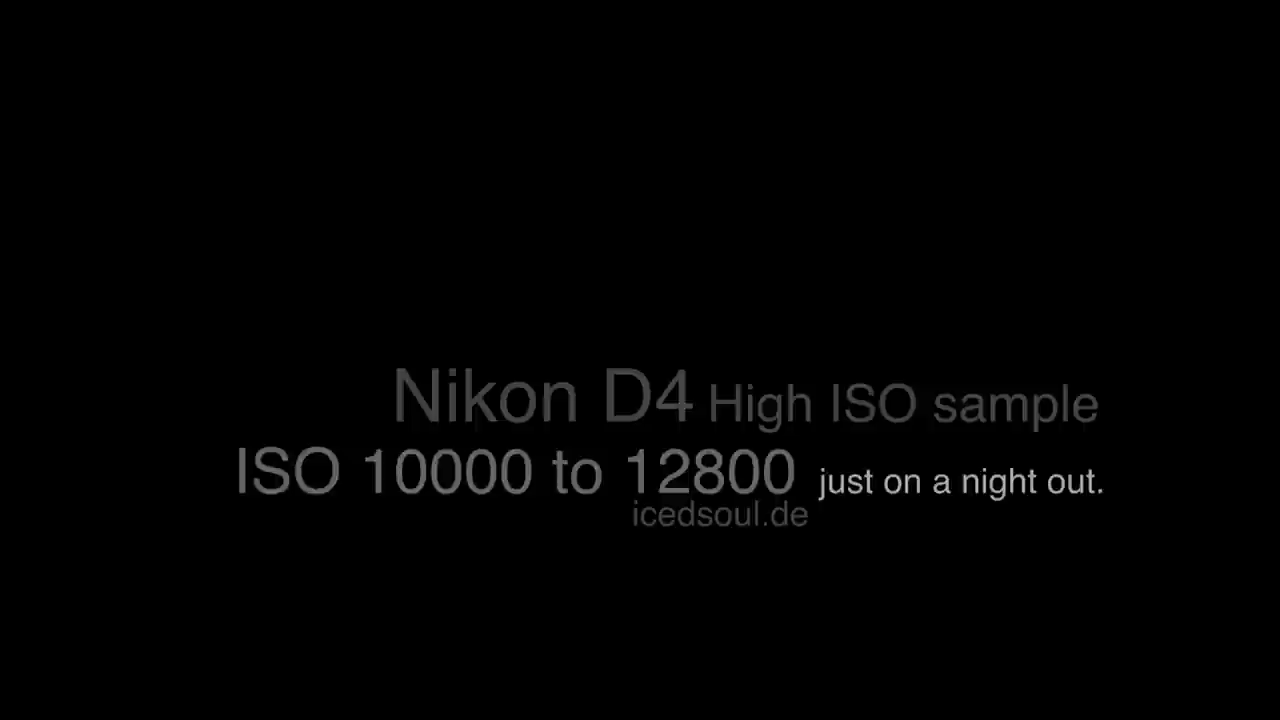 Nikon D4 High ISO sample
ISO 10000 to 12800 just on a night out.
icedsoul.de